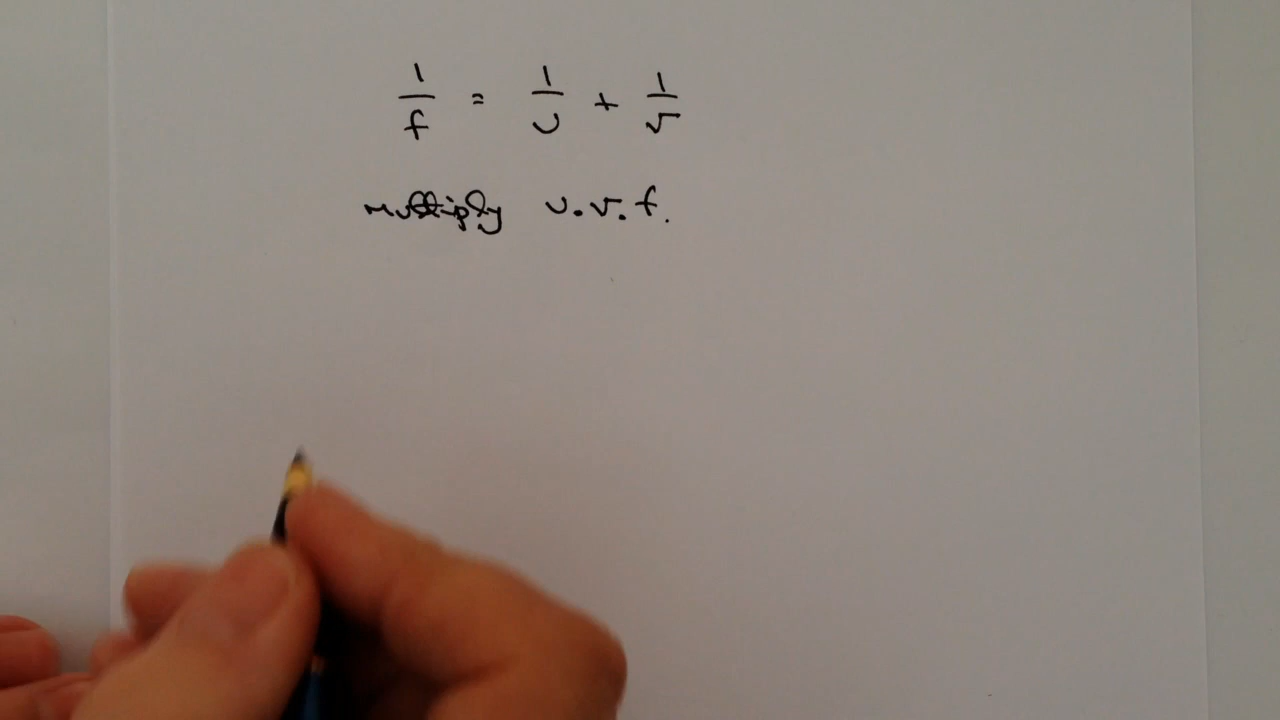 1/f = 1/u + 1/v
multiply u.v.f.